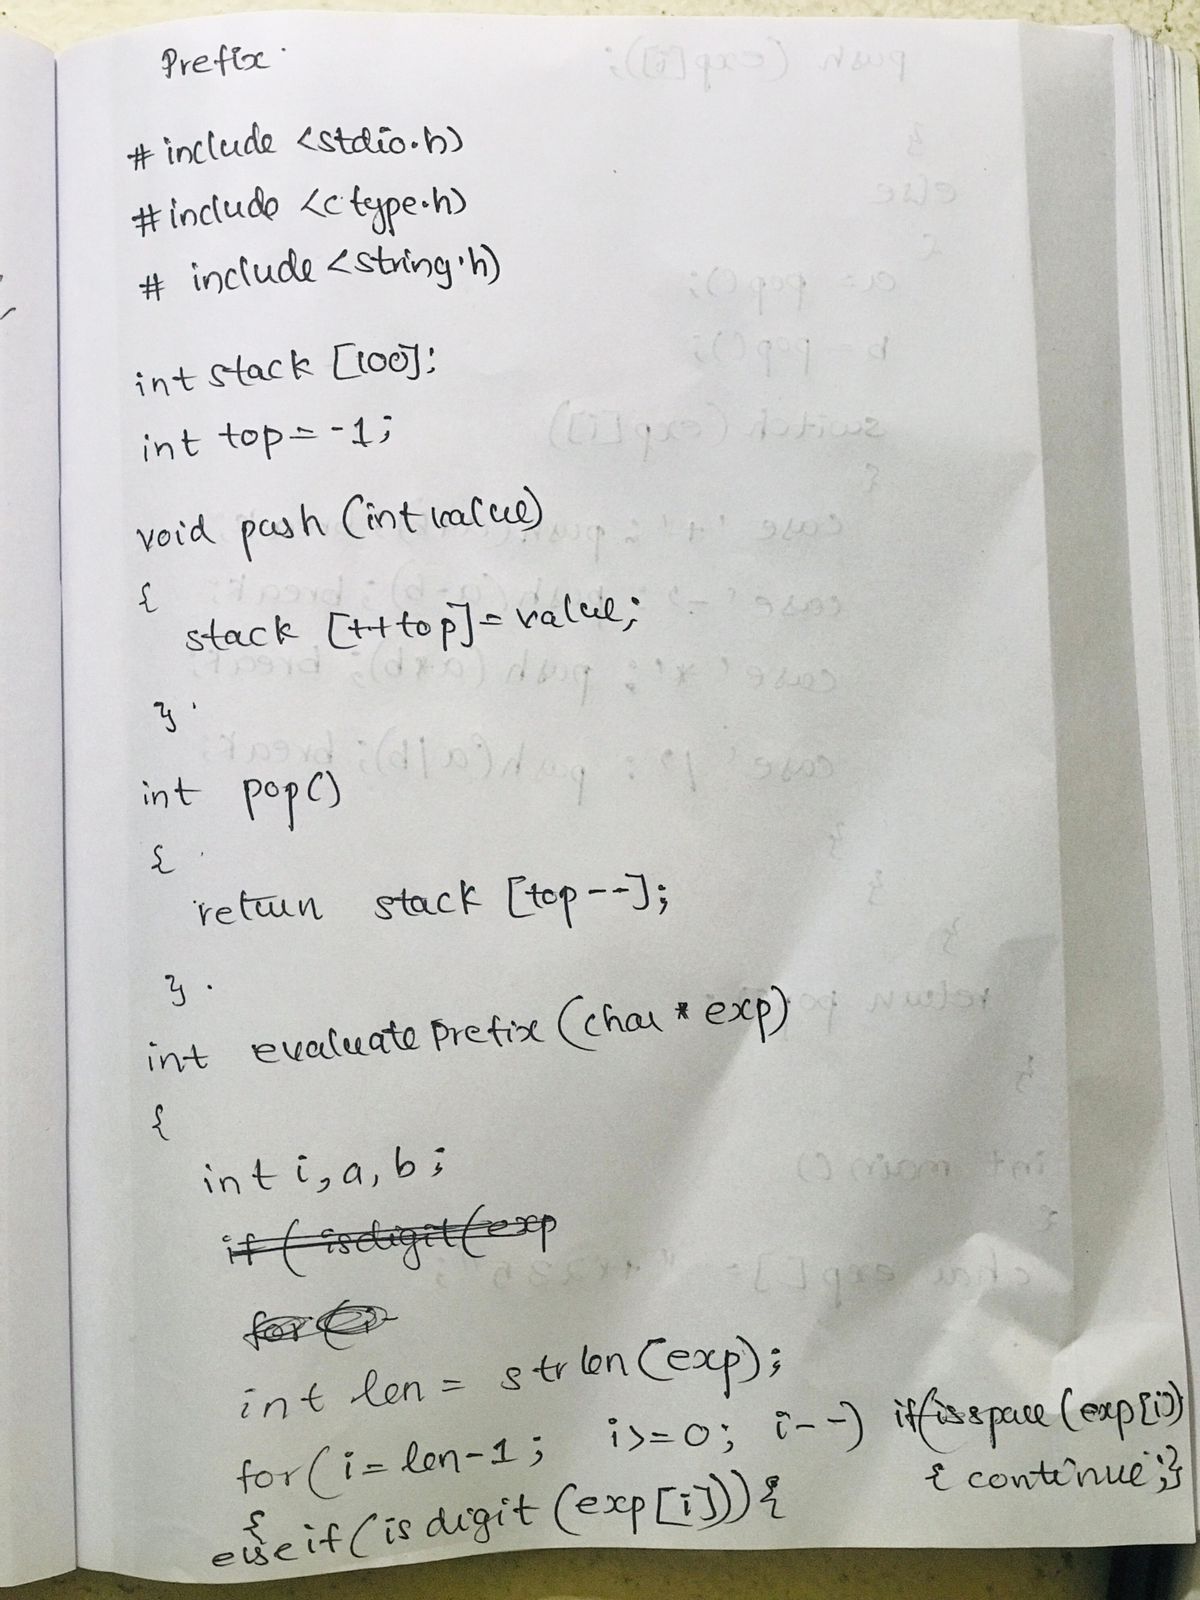 Prefix
#include <stdio.h>
#include <ctype.h>
# include <string.h>
int stack [100];
int top = -1;
void push (int value)
{
stack [++top] = value;
}
int pop()
{
return stack [top--];
}
int evaluate Prefix (char * exp)
{
int i, a, b;
if ( isdigit(exp
for (i
int len = strlen(exp);
for( i = len-1; i>=0; i--) if(isspace (exp[i])
{ { continue;}
else if ( is digit (exp[i])){